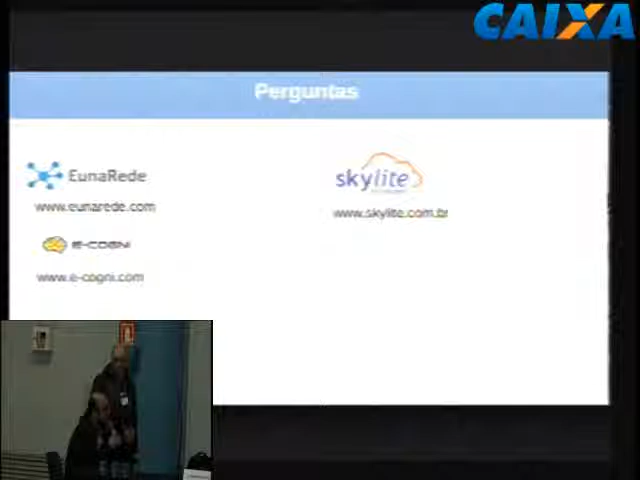 CAIXA
Perguntas
EunaRede
www.eunarede.com
E-COGNI
www.e-cogni.com
skylite
www.skylite.com.br